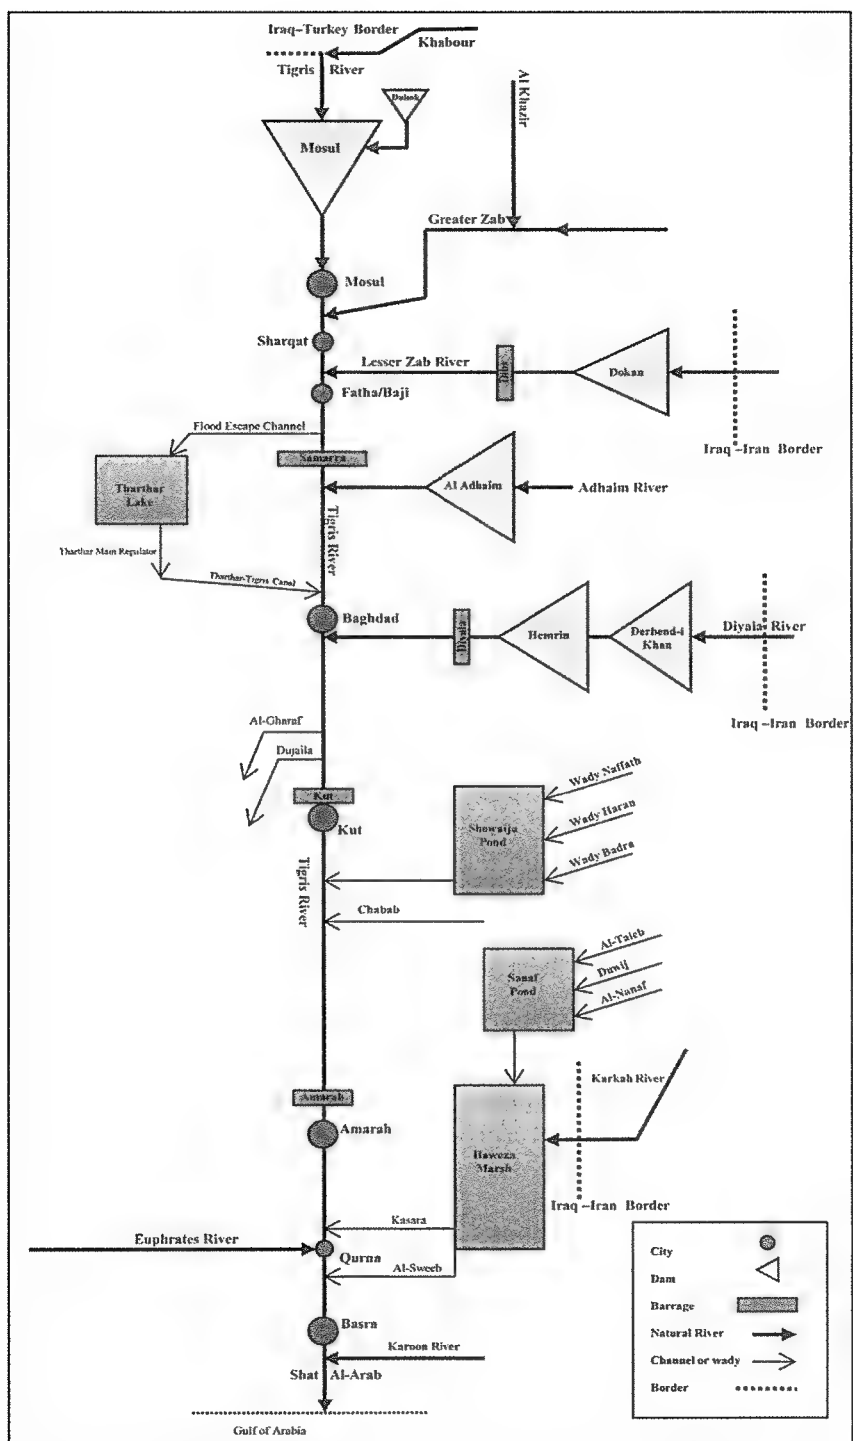 Iraq–Turkey Border
Khabour
Tigris River
Duhok
Al Khazir
Mosul
Greater Zab
Mosul
Sharqat
Lesser Zab River
Dibs
Dokan
Fatha/Baji
Flood Escape Channel
Iraq –Iran Border
Samarra
Tharthar
Lake
Al Adhaim
Adhaim River
Tigris River
Tharthar Main Regulator
Tharthar-Tigris Canal
Baghdad
Diyala
Hemrin
Derbend-i
Khan
Diyala River
Iraq –Iran Border
Al-Gharaf
Dujaila
Kut
Kut
Wady Naffath
Wady Haran
Wady Badra
Showaija
Pond
Tigris River
Chabab
Al-Taieb
Duwij
Al-Nanaf
Sanaf
Pond
Karkah River
Amarah
Amarah
Haweza
Marsh
Iraq –Iran Border
Kasara
Euphrates River
Qurna
Al-Sweeb
Basra
Karoon River
Shat Al-Arab
Gulf of Arabia
City
Dam
Barrage
Natural River
Channel or wady
Border